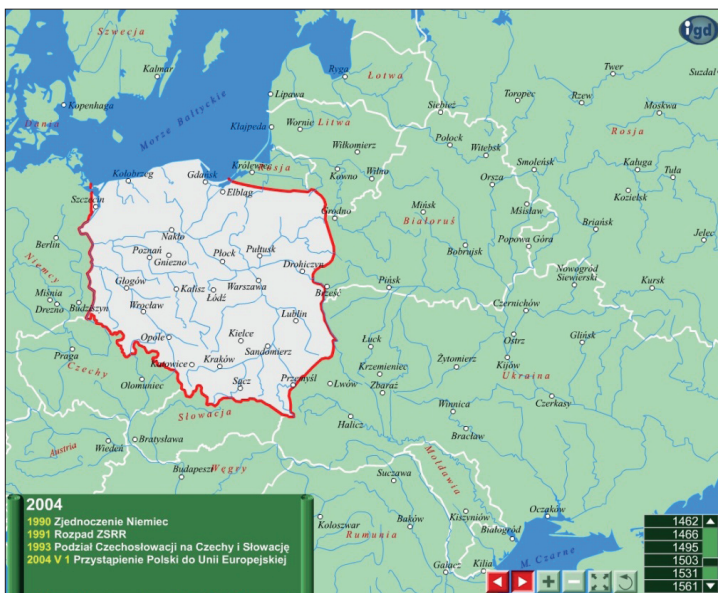 Szwecja
igd
Kalmar
Ryga
Łotwa
Twer
Suzdal
Kopenhaga
Dania
Morze Bałtyckie
Lipawa
Siebież
Toropec
Rzew
Moskwa
Kłajpeda
Wornie
Litwa
Rosja
Wiłkomierz
Połock
Witebsk
Królewiec
Rosja
Kowno
Wilno
Smoleńsk
Kaługa
Tuła
Kołobrzeg
Gdańsk
Elbląg
Orsza
Kozielsk
Szczecin
Grodno
Mińsk
Mścisław
Białoruś
Briańsk
Jelec
Berlin
Nakło
Bobrujsk
Popowa Góra
Poznań
Gniezno
Płock
Pułtusk
Drohiczyn
Niemcy
Nowogród
Siewierski
Kursk
Miśnia
Drezno
Budziszyn
Głogów
Kalisz
Łódź
Warszawa
Brześć
Pińsk
Wrocław
Lublin
Czernichów
Opole
Kielce
Sandomierz
Łuck
Ostrz
Glińsk
Praga
Czechy
Katowice
Kraków
Krzemieniec
Żytomierz
Kijów
Ukraina
Ołomuniec
Sącz
Przemyśl
Lwów
Zbaraż
Czerkasy
Słowacja
Halicz
Winnica
Bracław
Austria
Wiedeń
Bratysława
Mołdawia
Budapeszt
Węgry
Suczawa
Koloszwar
Baków
Kiszyniów
Oczaków
Rumunia
Białogród
Gałacz
Kilia
M. Czarne
2004
1990 Zjednoczenie Niemiec
1991 Rozpad ZSRR
1993 Podział Czechosłowacji na Czechy i Słowację
2004 V 1 Przystąpienie Polski do Unii Europejskiej
1462
1466
1495
1503
1531
1561